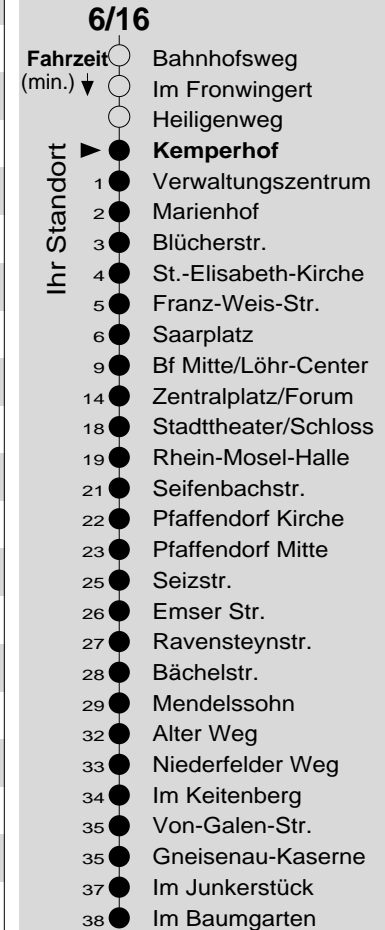 6/16
Fahrzeit Bahnhofsweg
(min.) Im Fronwingert
Heiligenweg
Ihr Standort
Kemperhof
1 Verwaltungszentrum
2 Marienhof
3 Blücherstr.
4 St.-Elisabeth-Kirche
5 Franz-Weis-Str.
6 Saarplatz
9 Bf Mitte/Löhr-Center
14 Zentralplatz/Forum
18 Stadttheater/Schloss
19 Rhein-Mosel-Halle
21 Seifenbachstr.
22 Pfaffendorf Kirche
23 Pfaffendorf Mitte
25 Seizstr.
26 Emser Str.
27 Ravensteynstr.
28 Bächelstr.
29 Mendelssohn
32 Alter Weg
33 Niederfelder Weg
34 Im Keitenberg
35 Von-Galen-Str.
35 Gneisenau-Kaserne
37 Im Junkerstück
38 Im Baumgarten